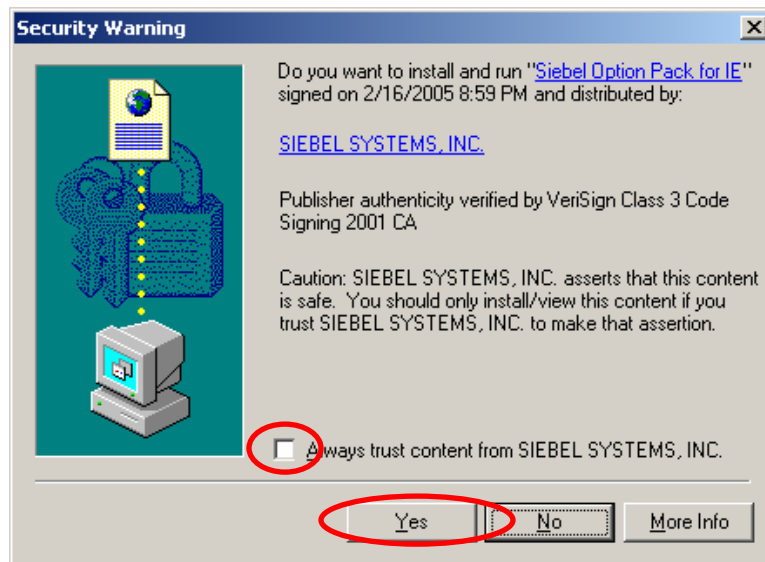 Security Warning
Do you want to install and run "Siebel Option Pack for IE"
signed on 2/16/2005 8:59 PM and distributed by:
SIEBEL SYSTEMS, INC.
Publisher authenticity verified by VeriSign Class 3 Code
Signing 2001 CA
Caution: SIEBEL SYSTEMS, INC. asserts that this content
is safe. You should only install/view this content if you
trust SIEBEL SYSTEMS, INC. to make that assertion.
Always trust content from SIEBEL SYSTEMS, INC.
Yes No More Info